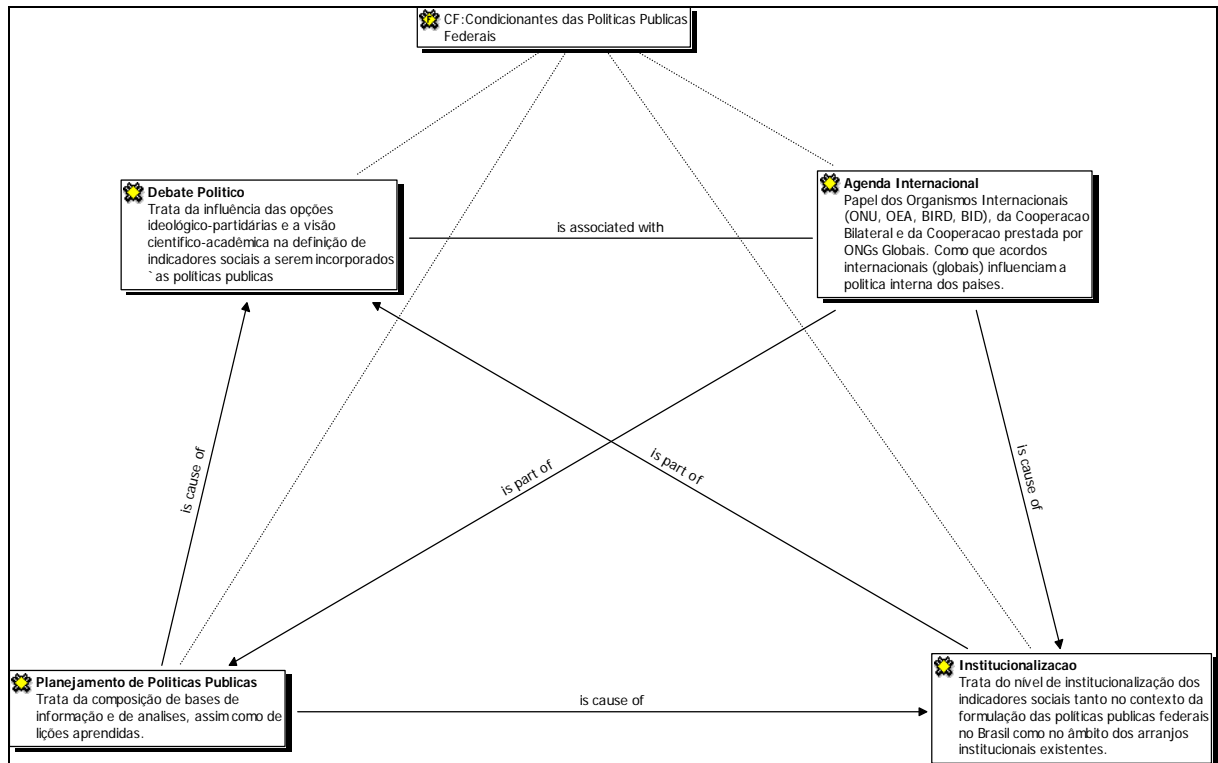 CF:Condicionantes das Politicas Publicas
Federais
Debate Politico
Trata da influência das opções
ideológico-partidárias e a visão
cientifico-acadêmica na definição de
indicadores sociais a serem incorporados
`as políticas publicas
Agenda Internacional
Papel dos Organismos Internacionais
(ONU, OEA, BIRD, BID), da Cooperacao
Bilateral e da Cooperacao prestada por
ONGs Globais. Como que acordos
internacionais (globais) influenciam a
politica interna dos países.
is associated with
is cause of
is part of
is part of
is cause of
Planejamento de Politicas Publicas
Trata da composição de bases de
informação e de analises, assim como de
lições aprendidas.
is cause of
Institucionalizacao
Trata do nível de institucionalização dos
indicadores sociais tanto no contexto da
formulação das políticas publicas federais
no Brasil como no âmbito dos arranjos
institucionais existentes.